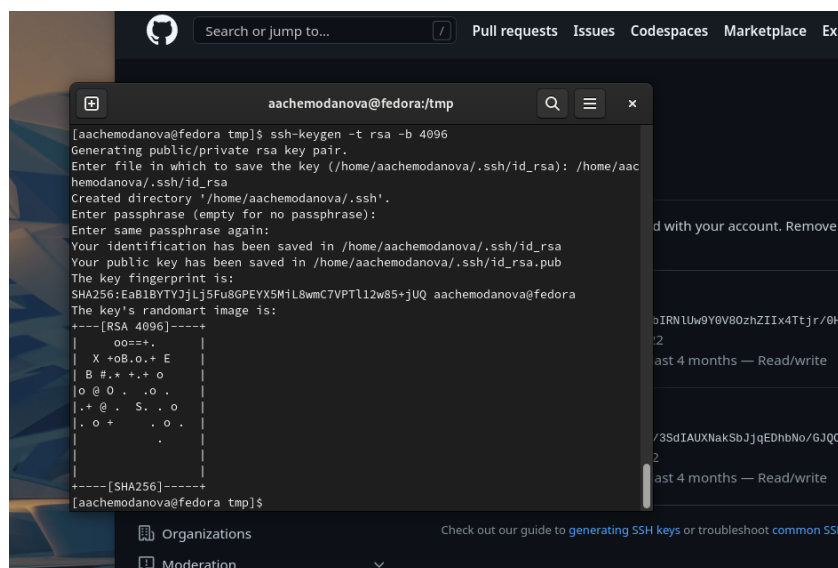 Search or jump to... / Pull requests Issues Codespaces Marketplace
aachemodanova@fedora:/tmp
[aachemodanova@fedora tmp]$ ssh-keygen -t rsa -b 4096
Generating public/private rsa key pair.
Enter file in which to save the key (/home/aachemodanova/.ssh/id_rsa): /home/aac
hemodanova/.ssh/id_rsa
Created directory '/home/aachemodanova/.ssh'.
Enter passphrase (empty for no passphrase):
Enter same passphrase again:
Your identification has been saved in /home/aachemodanova/.ssh/id_rsa
Your public key has been saved in /home/aachemodanova/.ssh/id_rsa.pub
The key fingerprint is:
SHA256:EaB1BYTYJjLj5Fu8GPEYX5MiL8wmC7VPTl12w85+jUQ aachemodanova@fedora
The key's randomart image is:
+---[RSA 4096]----+
|     oo==+.      |
|  X +oB.o.+ E    |
| B #.* +.+ o     |
|o @ O .  .o .    |
|.+ @ .  S. . o   |
|. o +     . o .  |
|           .     |
|                 |
|                 |
+----[SHA256]-----+
[aachemodanova@fedora tmp]$
d with your account. Remove
ast 4 months — Read/write
ast 4 months — Read/write
Organizations
Check out our guide to generating SSH keys or troubleshoot common
Moderation